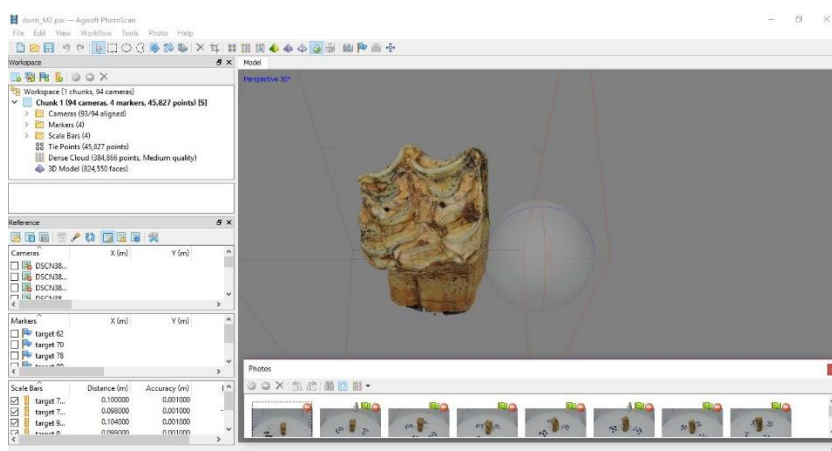 donti_M2.psx — Agisoft PhotoScan
File Edit View Workflow Tools Photo Help
Workspace
Model
Workspace (1 chunks, 94 cameras)
Chunk 1 (94 cameras, 4 markers, 45,827 points) [S]
Cameras (93/94 aligned)
Markers (4)
Scale Bars (4)
Tie Points (45,827 points)
Dense Cloud (384,866 points, Medium quality)
3D Model (824,550 faces)
Perspective 30°
Reference
Cameras X (m) Y (m)
DSCN38...
DSCN38...
DSCN38...
DSCN38...
Markers X (m) Y (m)
target 62
target 70
target 78
Scale Bars Distance (m) Accuracy (m)
target 7... 0.100000 0.001000
target 7... 0.098000 0.001000
target 9... 0.104000 0.001000
target 0.098000 0.001000
Photos